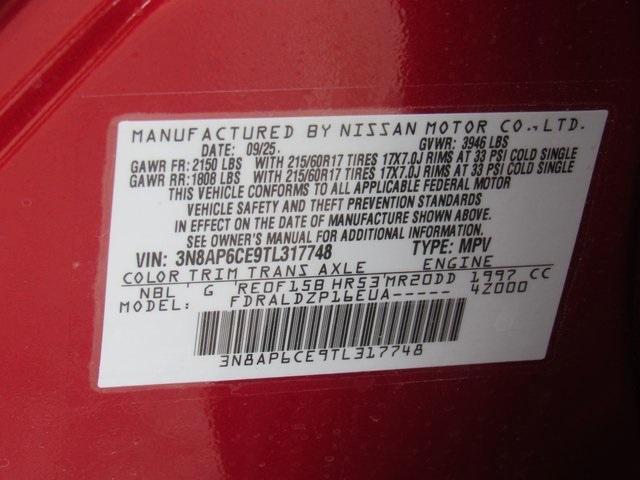 MANUFACTURED BY NISSAN MOTOR CO., LTD.
DATE: 09/25. GVWR: 3946 LBS
GAWR FR: 2150 LBS WITH 215/60R17 TIRES 17X7.0J RIMS AT 33 PSI COLD SINGLE
GAWR RR: 1808 LBS WITH 215/60R17 TIRES 17X7.0J RIMS AT 33 PSI COLD SINGLE
THIS VEHICLE CONFORMS TO ALL APPLICABLE FEDERAL MOTOR
VEHICLE SAFETY AND THEFT PREVENTION STANDARDS
IN EFFECT ON THE DATE OF MANUFACTURE SHOWN ABOVE.
SEE OWNER'S MANUAL FOR ADDITIONAL INFORMATION.
VIN: 3N8AP6CE9TL317748 TYPE: MPV
COLOR TRIM TRANS AXLE ENGINE
NBL ' G 'RE0F15B'HR53'MR20DD 1997 CC
MODEL: FDRALDZP16EUA----- 4Z000
3N8AP6CE9TL317748